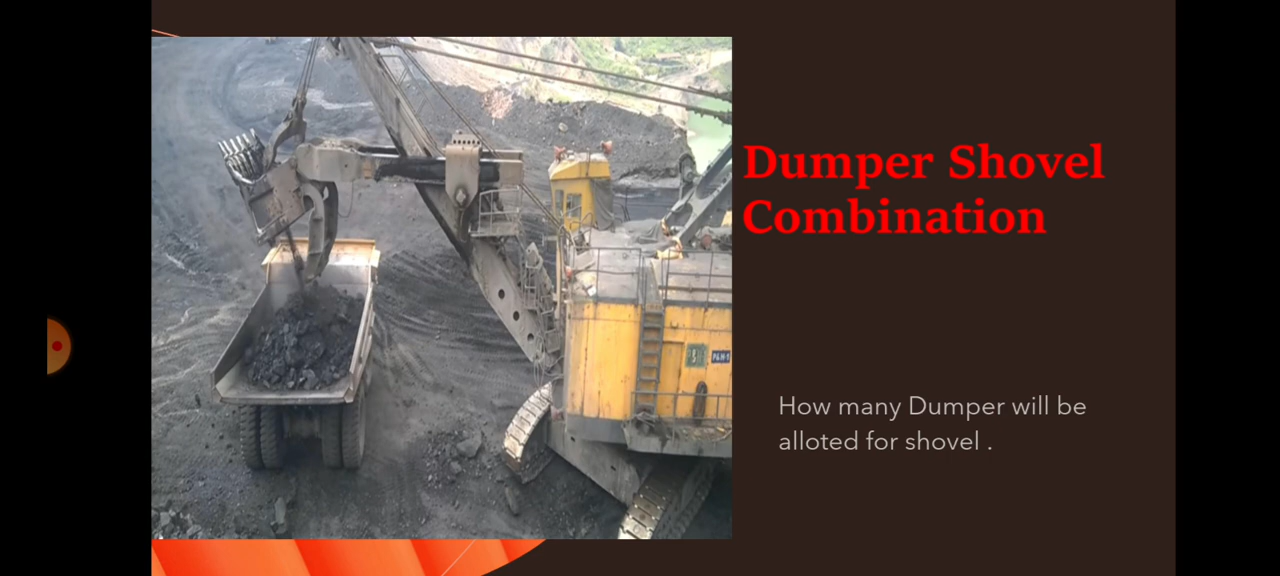 Dumper Shovel
Combination
How many Dumper will be
alloted for shovel .
P&H